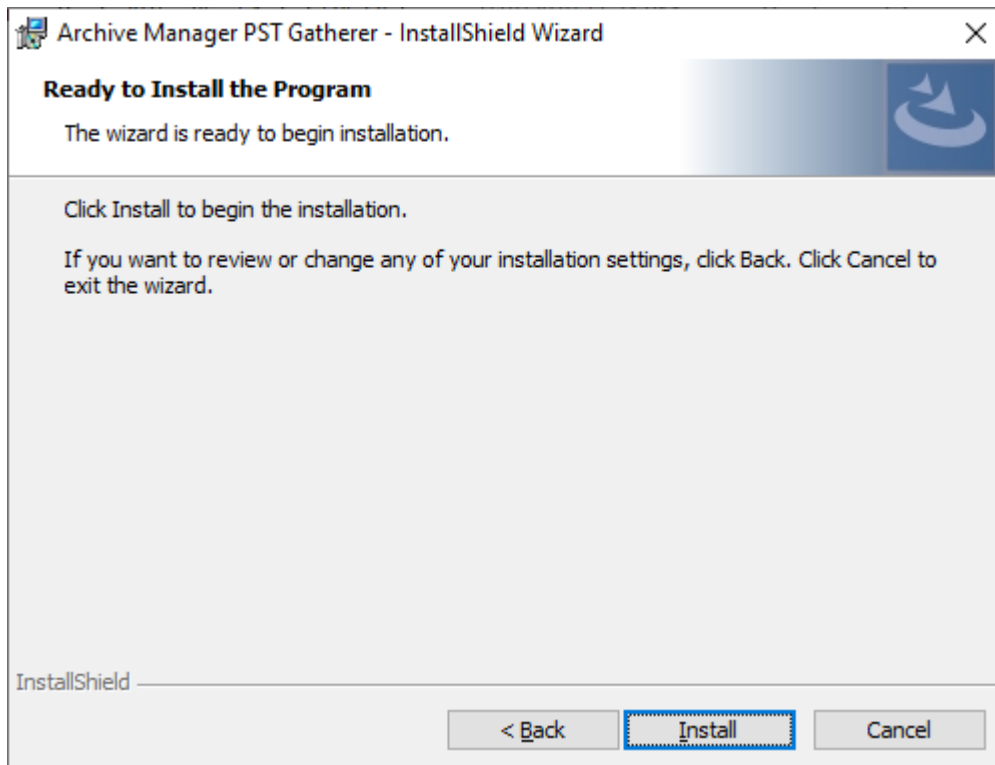 Archive Manager PST Gatherer - InstallShield Wizard
Ready to Install the Program
The wizard is ready to begin installation.
Click Install to begin the installation.
If you want to review or change any of your installation settings, click Back. Click Cancel to
exit the wizard.
InstallShield
< Back
Install
Cancel